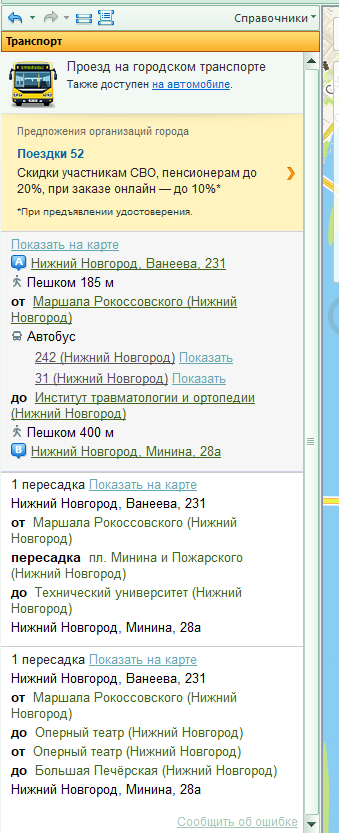 Справочники
Транспорт
Проезд на городском транспорте
Также доступен на автомобиле.
Предложения организаций города
Поездки 52
Скидки участникам СВО, пенсионерам до
20%, при заказе онлайн — до 10%*
*При предъявлении удостоверения.
Показать на карте
A Нижний Новгород, Ванеева, 231
Пешком 185 м
от Маршала Рокоссовского (Нижний
Новгород)
Автобус
242 (Нижний Новгород) Показать
31 (Нижний Новгород) Показать
до Институт травматологии и ортопедии
(Нижний Новгород)
Пешком 400 м
B Нижний Новгород, Минина, 28а
1 пересадка Показать на карте
Нижний Новгород, Ванеева, 231
от Маршала Рокоссовского (Нижний
Новгород)
пересадка пл. Минина и Пожарского
(Нижний Новгород)
до Технический университет (Нижний
Новгород)
Нижний Новгород, Минина, 28а
1 пересадка Показать на карте
Нижний Новгород, Ванеева, 231
от Маршала Рокоссовского (Нижний
Новгород)
до Оперный театр (Нижний Новгород)
от Оперный театр (Нижний Новгород)
до Большая Печёрская (Нижний Новгород)
Нижний Новгород, Минина, 28а
Сообщить об ошибке